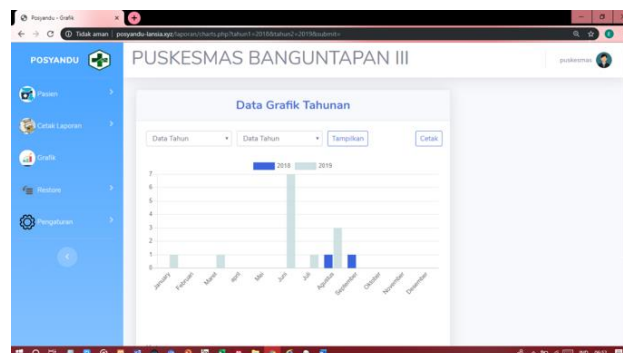 Posyandu - Grafik
Tidak aman | posyandu-lansia.xyz/laporan/charts.php?tahun1=2018&tahun2=2019&submit=
POSYANDU
PUSKESMAS BANGUNTAPAN III
puskesmas
Pasien
Cetak Laporan
Grafik
Restore
Pengaturan
Data Grafik Tahunan
Data Tahun
Data Tahun
Tampilkan
Cetak
2018 2019
7
6
5
4
3
2
1
0
January Februari Maret April Mei Juni Juli Agustus September Oktober November Desember